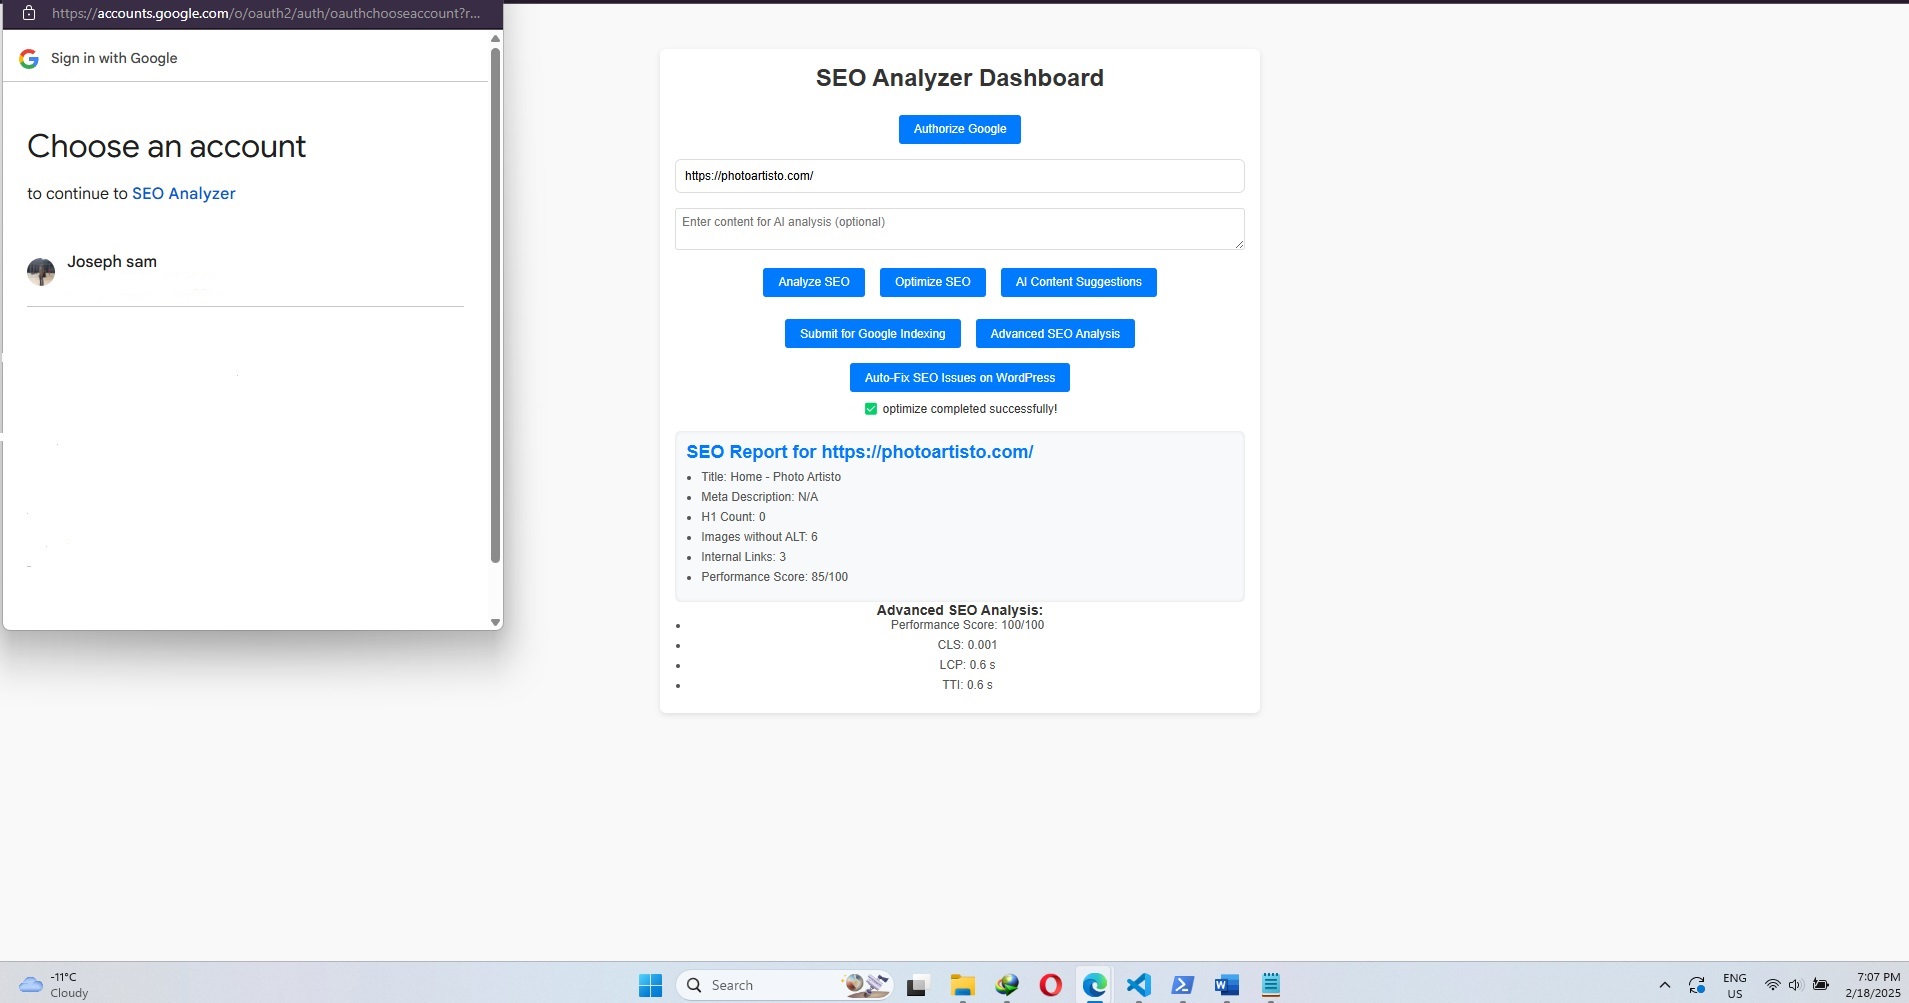 https://accounts.google.com/o/oauth2/auth/oauthchooseaccount?r...
Sign in with Google
Choose an account
to continue to SEO Analyzer
Joseph sam
SEO Analyzer Dashboard
Authorize Google
https://photoartisto.com/
Enter content for AI analysis (optional)
Analyze SEO
Optimize SEO
AI Content Suggestions
Submit for Google Indexing
Advanced SEO Analysis
Auto-Fix SEO Issues on WordPress
optimize completed successfully!
SEO Report for https://photoartisto.com/
Title: Home - Photo Artisto
Meta Description: N/A
H1 Count: 0
Images without ALT: 6
Internal Links: 3
Performance Score: 85/100
Advanced SEO Analysis:
Performance Score: 100/100
CLS: 0.001
LCP: 0.6 s
TTI: 0.6 s
-11°C
Cloudy
Search
ENG
US
7:07 PM
2/18/2025